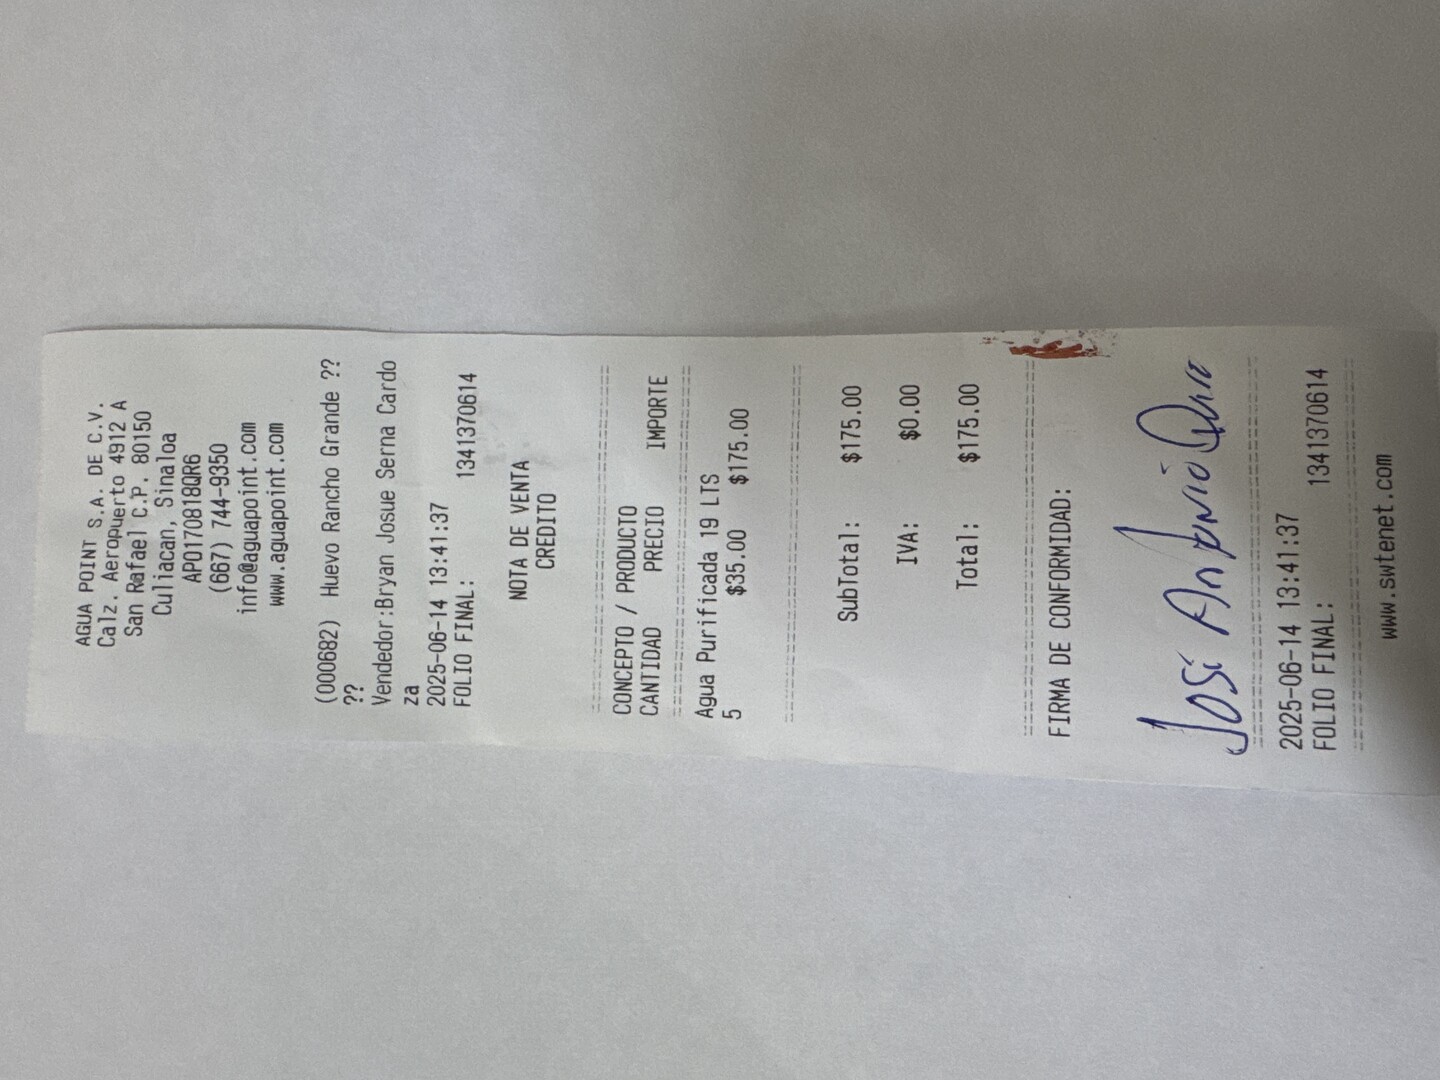 AGUA POINT S.A. DE C.V.
Calz. Aeropuerto 4912 A
San Rafael C.P. 80150
Culiacan, Sinaloa
APO170818QR6
(667) 744-9350
info@aguapoint.com
www.aguapoint.com
(000682) Huevo Rancho Grande ??
??
Vendedor:Bryan Josue Serna Cardo
za
2025-06-14 13:41:37
FOLIO FINAL: 1341370614
NOTA DE VENTA
CREDITO
CONCEPTO / PRODUCTO
CANTIDAD PRECIO IMPORTE
Agua Purificada 19 LTS
5 $35.00 $175.00
SubTotal: $175.00
IVA: $0.00
Total: $175.00
FIRMA DE CONFORMIDAD:
José Antonio
2025-06-14 13:41:37
FOLIO FINAL: 1341370614
www.swtenet.com